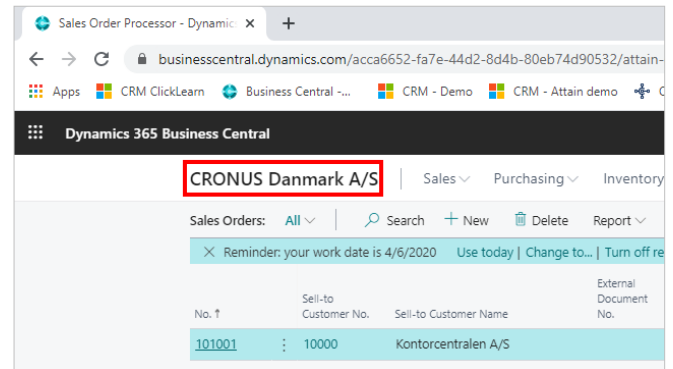 Sales Order Processor - Dynamic
businesscentral.dynamics.com/acca6652-fa7e-44d2-8d4b-80eb74d90532/attain-
Apps CRM ClickLearn Business Central -... CRM - Demo CRM - Attain demo
Dynamics 365 Business Central
CRONUS Danmark A/S Sales Purchasing Inventory
Sales Orders: All Search + New Delete Report
Reminder: your work date is 4/6/2020 Use today | Change to... | Turn off re
No. ↑ Sell-to Customer No. Sell-to Customer Name External Document No.
101001 10000 Kontorcentralen A/S